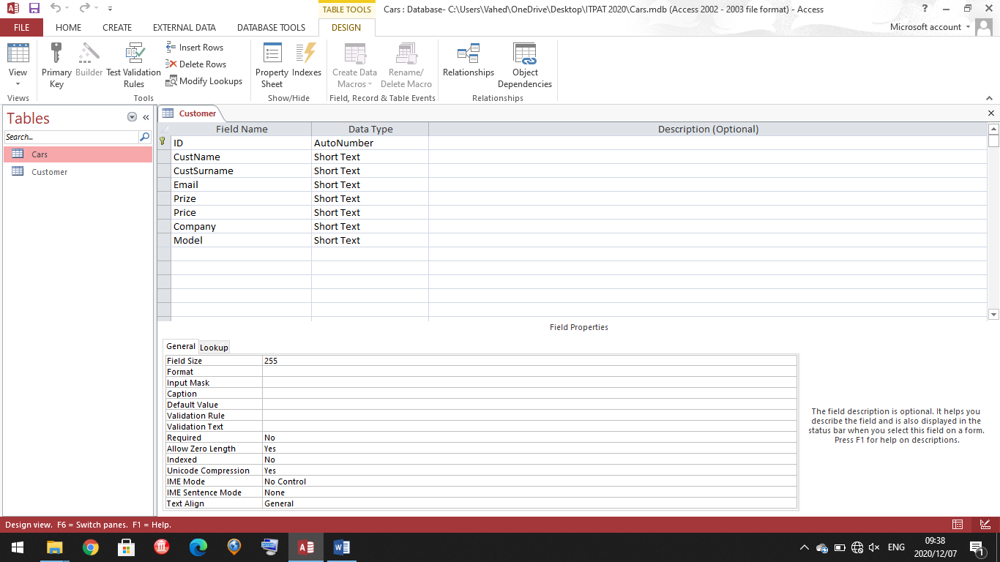 TABLE TOOLS
Cars : Database- C:\Users\Vahed\OneDrive\Desktop\ITPAT 2020\Cars.mdb (Access 2002 - 2003 file format) - Access
?
FILE HOME CREATE EXTERNAL DATA DATABASE TOOLS DESIGN Microsoft account
View
Primary Key
Builder
Test Validation Rules
Insert Rows
Delete Rows
Modify Lookups
Property Sheet
Indexes
Create Data Macros
Rename/ Delete Macro
Relationships
Object Dependencies
Views Tools Show/Hide Field, Record & Table Events Relationships
Tables
Search...
Cars
Customer
Customer
Field Name Data Type Description (Optional)
ID AutoNumber
CustName Short Text
CustSurname Short Text
Email Short Text
Prize Short Text
Price Short Text
Company Short Text
Model Short Text
Field Properties
General Lookup
Field Size 255
Format
Input Mask
Caption
Default Value
Validation Rule
Validation Text
Required No
Allow Zero Length Yes
Indexed No
Unicode Compression Yes
IME Mode No Control
IME Sentence Mode None
Text Align General
The field description is optional. It helps you
describe the field and is also displayed in the
status bar when you select this field on a form.
Press F1 for help on descriptions.
Design view. F6 = Switch panes. F1 = Help.
ENG
09:38
2020/12/07
1